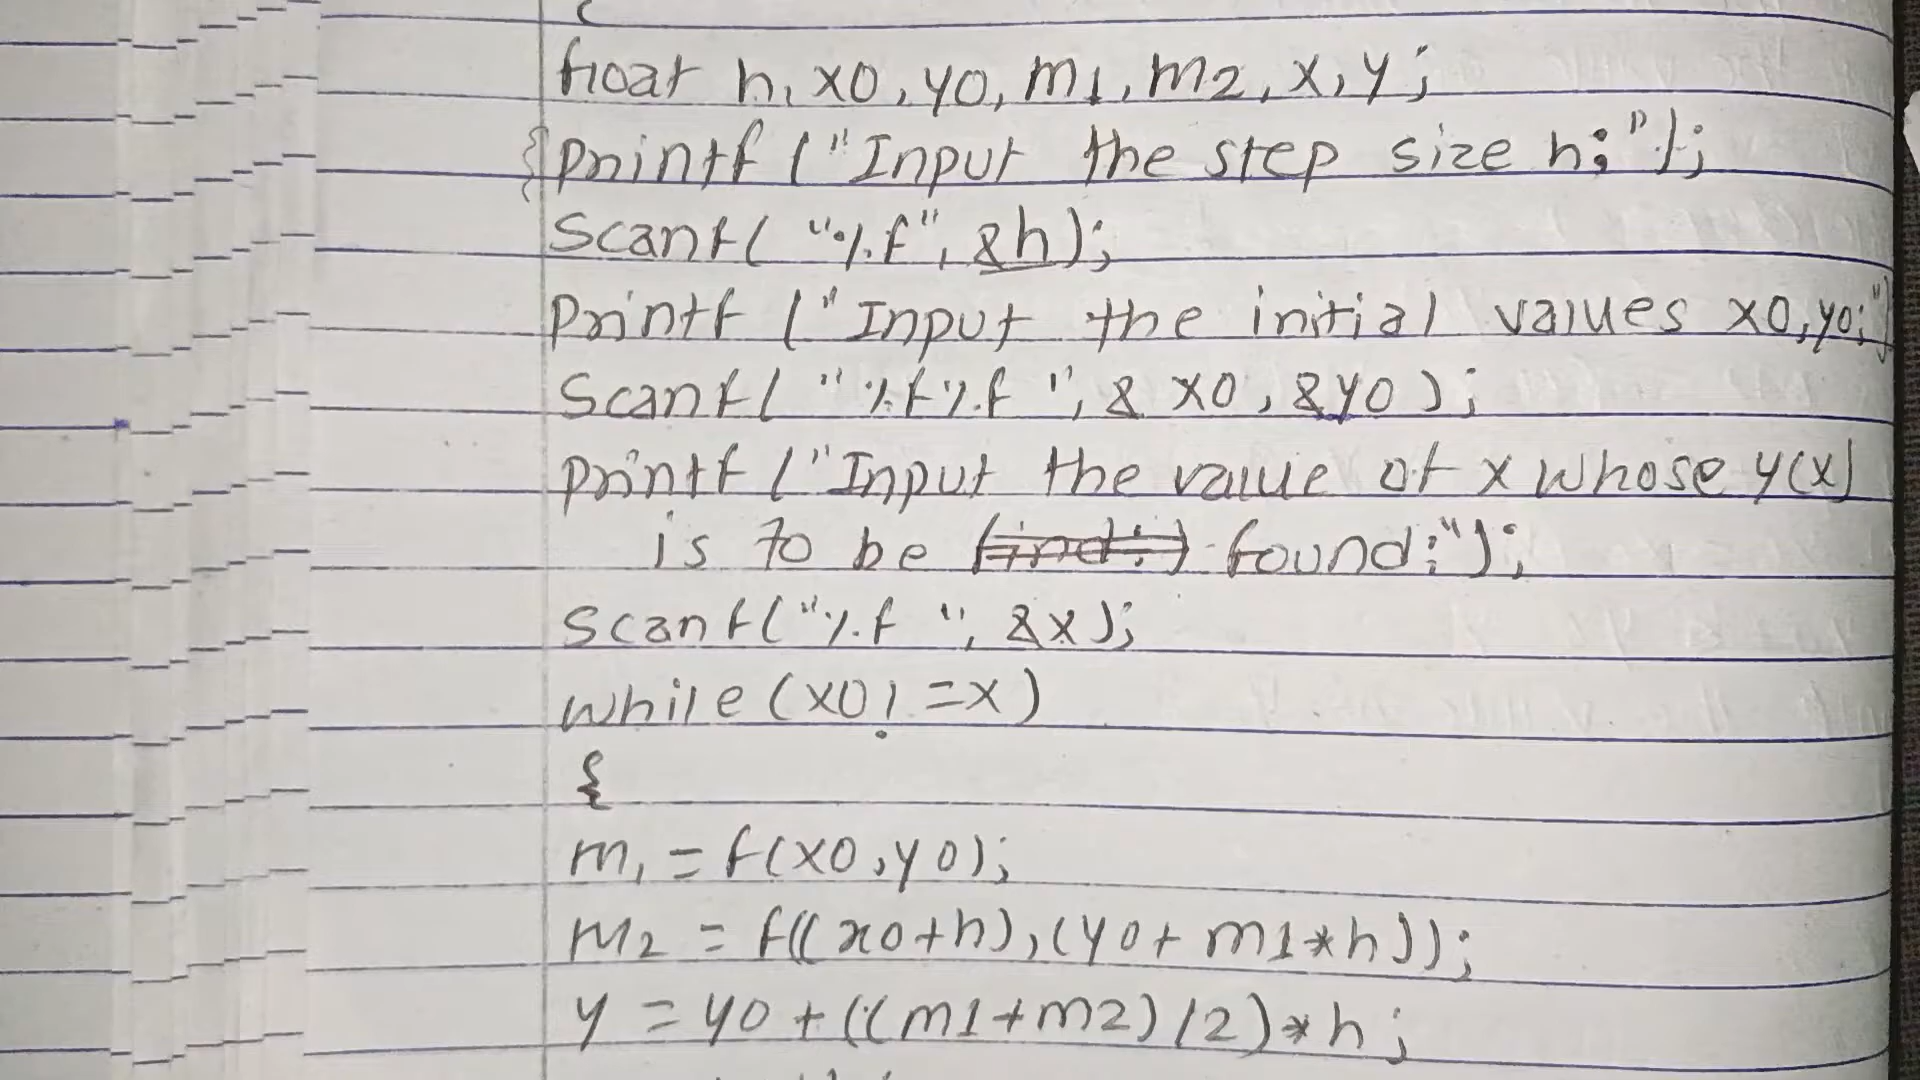 {
float h, x0, y0, m1, m2, x, y;
printf ("Input the step size h:");
Scanf( "%f", &h);
Printf ("Input the initial values x0,y0:")
Scanf( "%f%f ", & x0, &y0 );
printf ("Input the value of x whose y(x)
is to be found:");
Scanf("%f ", &x);
while (x0! =x)
{
m1 = f(x0,y0);
m2 = f((x0+h),(y0+ m1*h));
y = y0 + ((m1+m2)/2)*h;